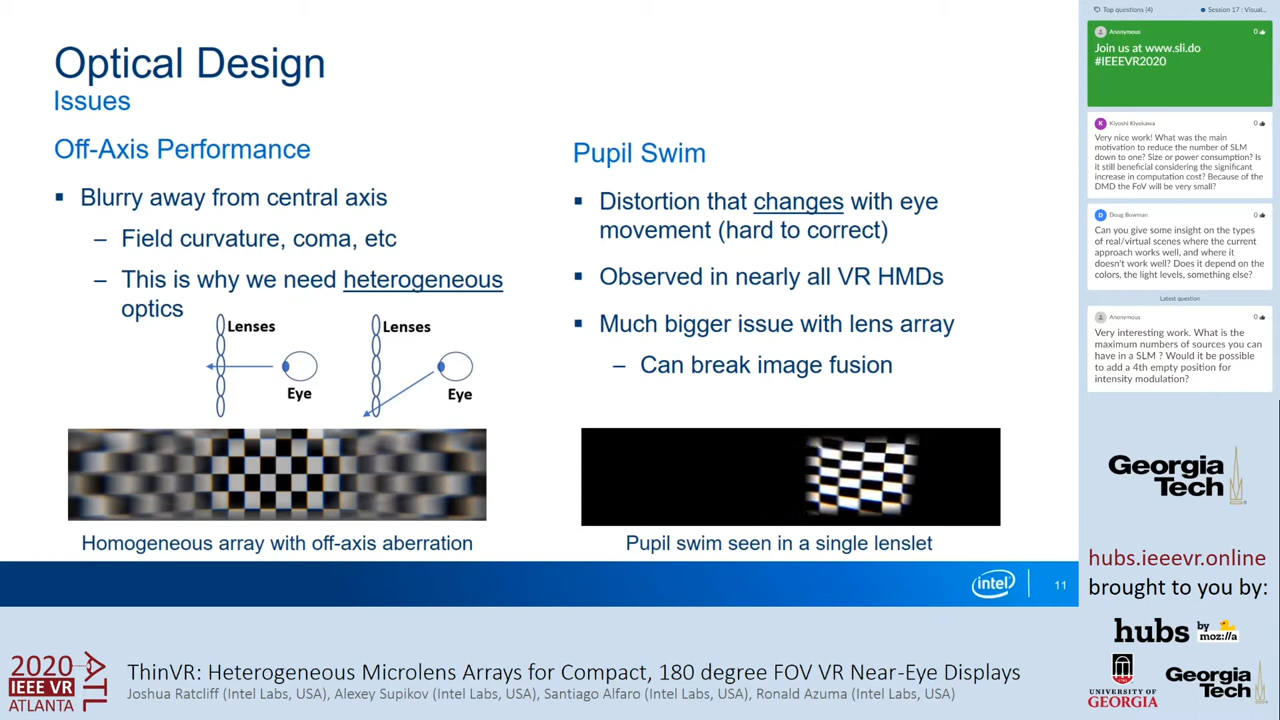 Optical Design
Issues
Off-Axis Performance
▪ Blurry away from central axis
– Field curvature, coma, etc
– This is why we need heterogeneous
optics
Lenses
Eye
Lenses
Eye
Homogeneous array with off-axis aberration
Pupil Swim
▪ Distortion that changes with eye
movement (hard to correct)
▪ Observed in nearly all VR HMDs
▪ Much bigger issue with lens array
– Can break image fusion
Pupil swim seen in a single lenslet
intel
11
2020
IEEE VR
ATLANTA
ATL
ThinVR: Heterogeneous Microlens Arrays for Compact, 180 degree FOV VR Near-Eye Displays
Joshua Ratcliff (Intel Labs, USA), Alexey Supikov (Intel Labs, USA), Santiago Alfaro (Intel Labs, USA), Ronald Azuma (Intel Labs, USA)
Top questions (4)
Session 17 : Visual...
Anonymous
0
Join us at www.sli.do
#IEEEVR2020
K
Kiyoshi Kiyokawa
0
Very nice work! What was the main
motivation to reduce the number of SLM
down to one? Size or power consumption? Is
it still beneficial considering the significant
increase in computation cost? Because of the
DMD the FoV will be very small?
D
Doug Bowman
0
Can you give some insight on the types
of real/virtual scenes where the current
approach works well, and where it
doesn't work well? Does it depend on the
colors, the light levels, something else?
Latest question
Anonymous
0
Very interesting work. What is the
maximum numbers of sources you can
have in a SLM ? Would it be possible
to add a 4th empty position for
intensity modulation?
Georgia
Tech
hubs.ieeevr.online
brought to you by:
hubs by
moz://a
UNIVERSITY OF
GEORGIA
Georgia
Tech